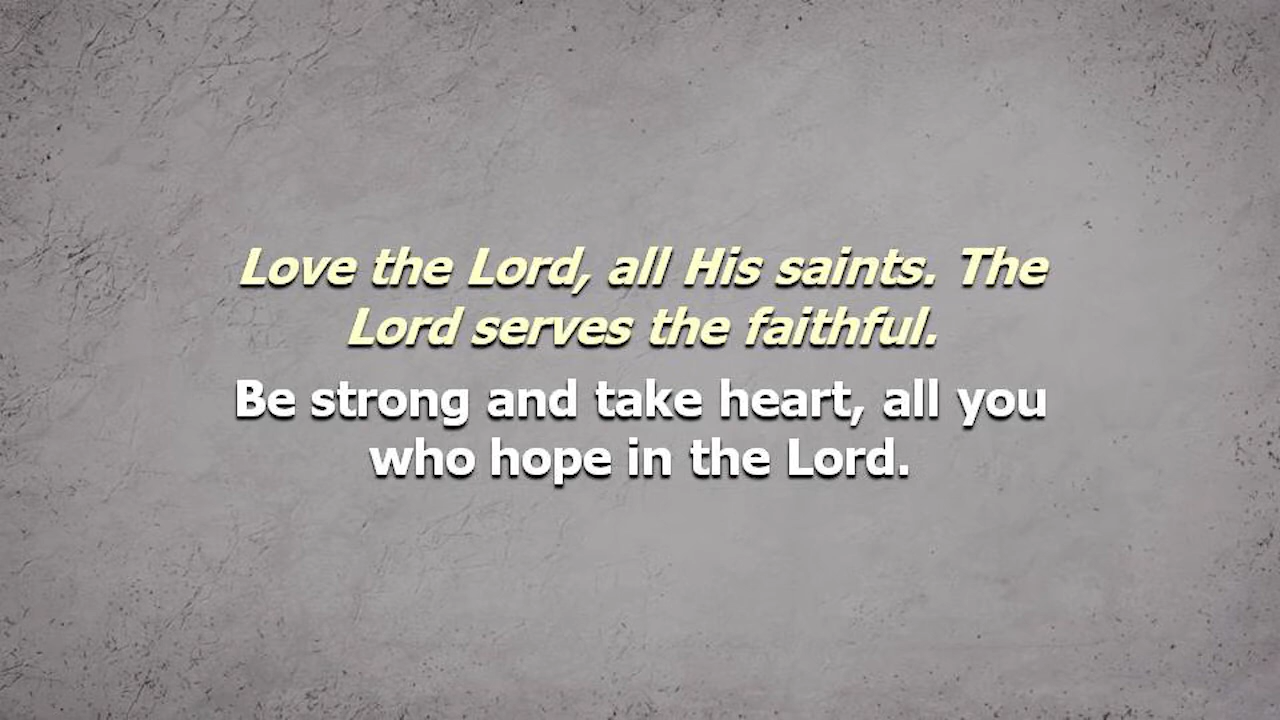 Love the Lord, all His saints. The
Lord serves the faithful.
Be strong and take heart, all you
who hope in the Lord.